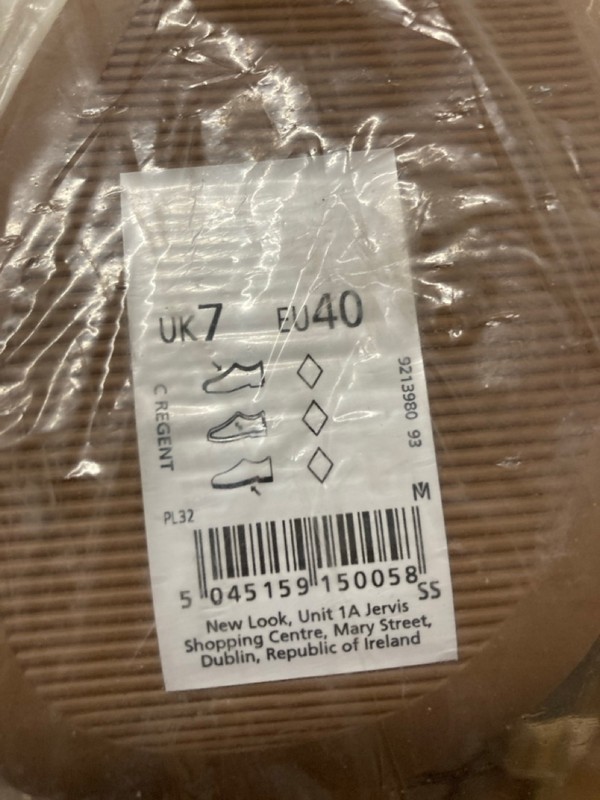 UK7 EU40
C REGENT
9213980 93
M
PL32
5 045159 150058
SS
New Look, Unit 1A Jervis
Shopping Centre, Mary Street,
Dublin, Republic of Ireland